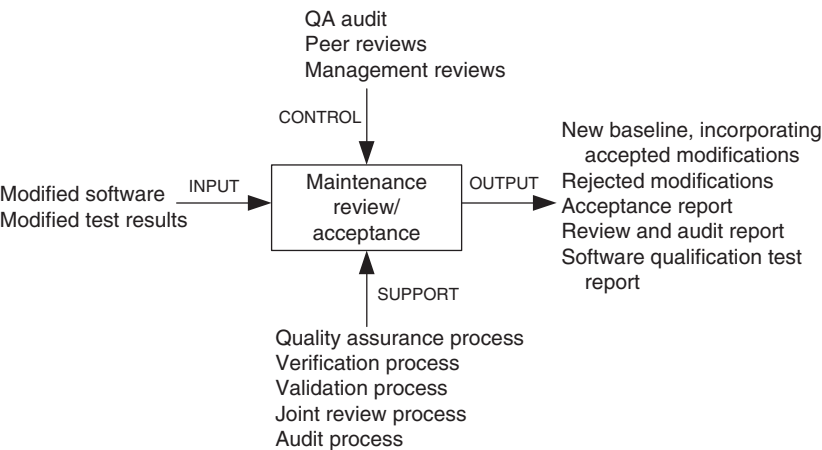 QA audit
Peer reviews
Management reviews
CONTROL
Modified software
Modified test results
INPUT
Maintenance
review/
acceptance
OUTPUT
New baseline, incorporating
accepted modifications
Rejected modifications
Acceptance report
Review and audit report
Software qualification test
report
SUPPORT
Quality assurance process
Verification process
Validation process
Joint review process
Audit process